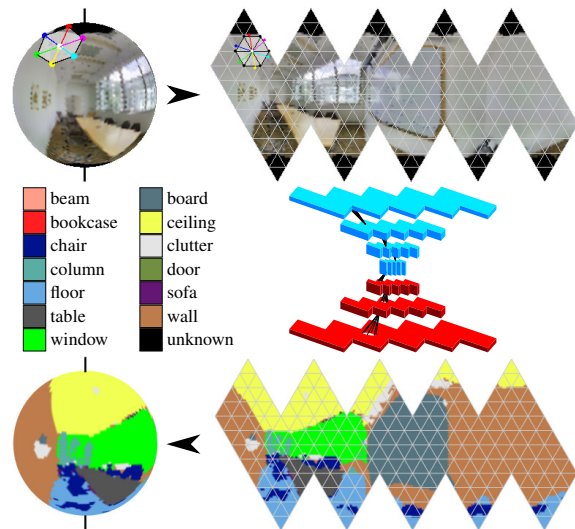 beam board
bookcase ceiling
chair clutter
column door
floor sofa
table wall
window unknown